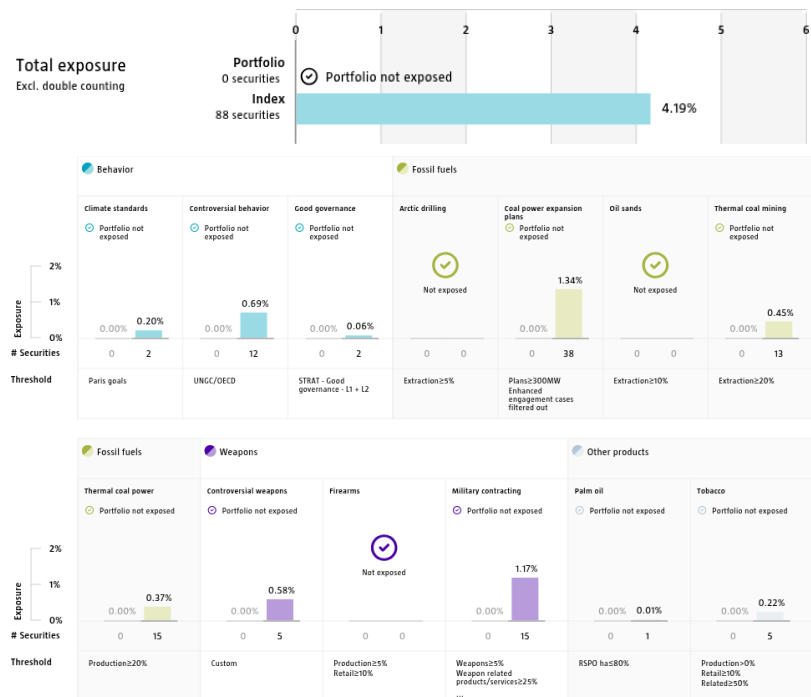 0 1 2 3 4 5 6
Total exposure
Excl. double counting
Portfolio
0 securities
Portfolio not exposed
Index
88 securities
4.19%
Behavior
Fossil fuels
Climate standards
Portfolio not
exposed
Controversial behavior
Portfolio not
exposed
Good governance
Portfolio not
exposed
Arctic drilling
Not exposed
Coal power expansion
plans
Portfolio not
exposed
Oil sands
Not exposed
Thermal coal mining
Portfolio not
exposed
Exposure
2%
1%
0%
0.00% 0.20%
0.00% 0.69%
0.00% 0.06%
0.00% 1.34%
0.00% 0.45%
# Securities
0 2
0 12
0 2
0 0
0 38
0 0
0 13
Threshold
Paris goals
UNGC/OECD
STRAT - Good
governance - L1 + L2
Extraction≥5%
Plans≥300MW
Enhanced
engagement cases
filtered out
Extraction≥10%
Extraction≥20%
Fossil fuels
Weapons
Other products
Thermal coal power
Portfolio not exposed
Controversial weapons
Portfolio not exposed
Firearms
Not exposed
Military contracting
Portfolio not exposed
Palm oil
Portfolio not exposed
Tobacco
Portfolio not exposed
Exposure
2%
1%
0%
0.00% 0.37%
0.00% 0.58%
0.00% 1.17%
0.00% 0.01%
0.00% 0.22%
# Securities
0 15
0 5
0 0
0 15
0 1
0 5
Threshold
Production≥20%
Custom
Production≥5%
Retail≥10%
Weapons≥5%
Weapon related
products/services≥25%
RSPO ha≤80%
Production>0%
Retail≥10%
Related≥50%